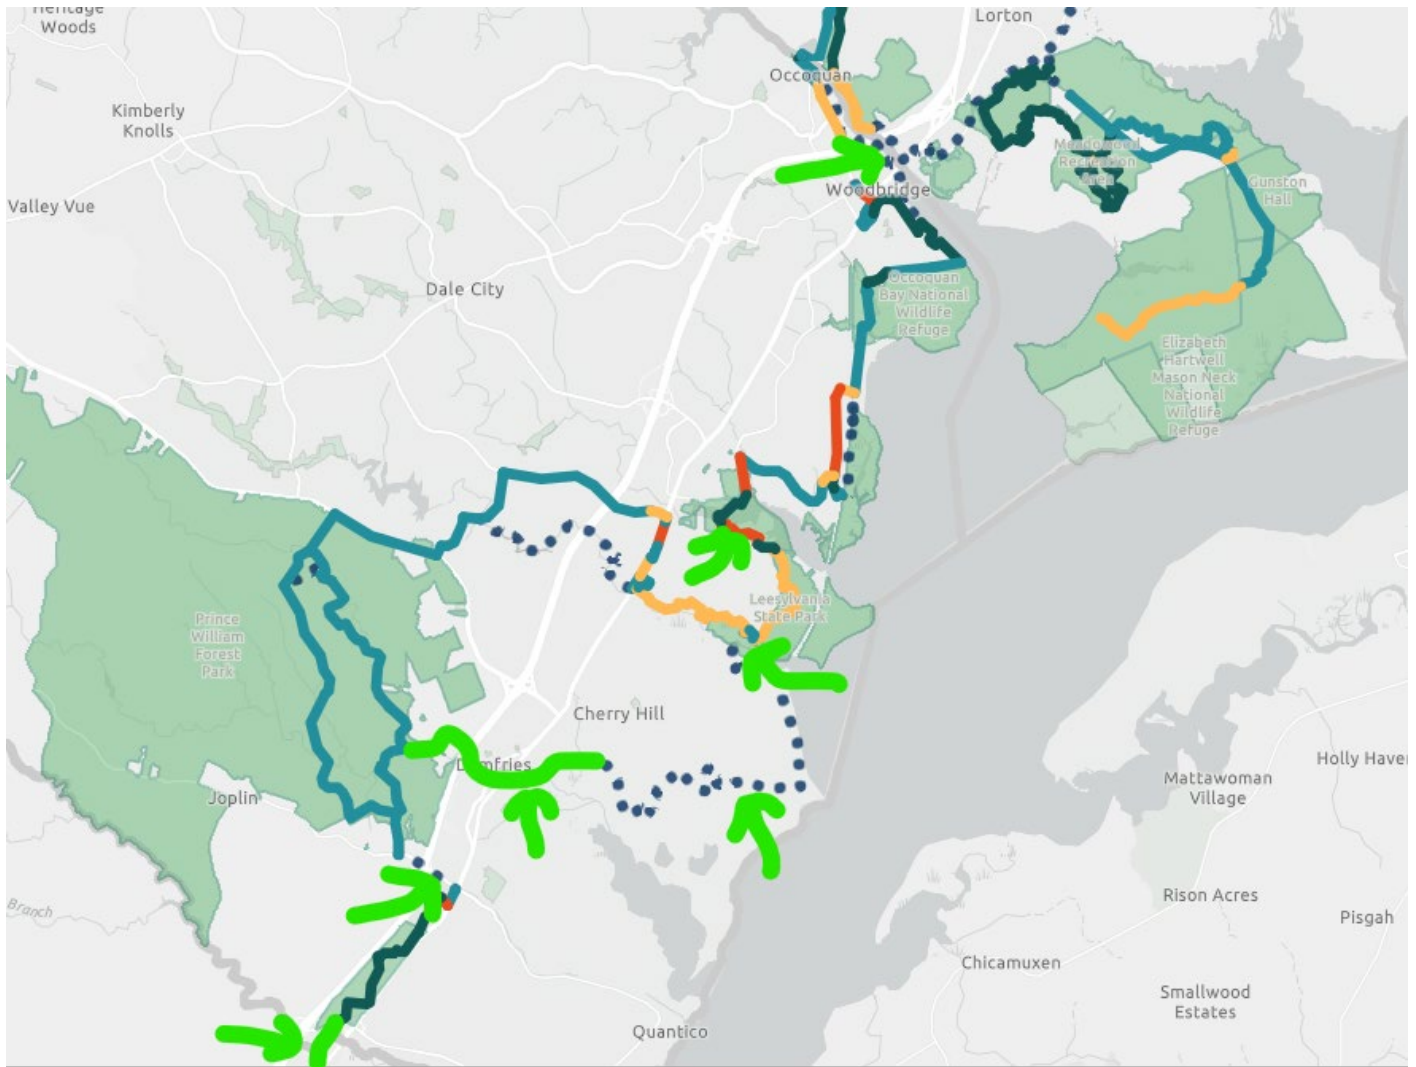 Heritage
Woods
Lorton
Occoquan
Kimberly
Knolls
Meadowood
Recreation
Area
Woodbridge
Gunston
Hall
Valley Vue
Dale City
Occoquan
Bay National
Wildlife
Refuge
Elizabeth
Hartwell
Mason Neck
National
Wildlife
Refuge
Leesylvania
State Park
Prince
William
Forest
Park
Cherry Hill
Dumfries
Holly Haven
Mattawoman
Village
Joplin
Rison Acres
Branch
Pisgah
Chicamuxen
Smallwood
Estates
Quantico